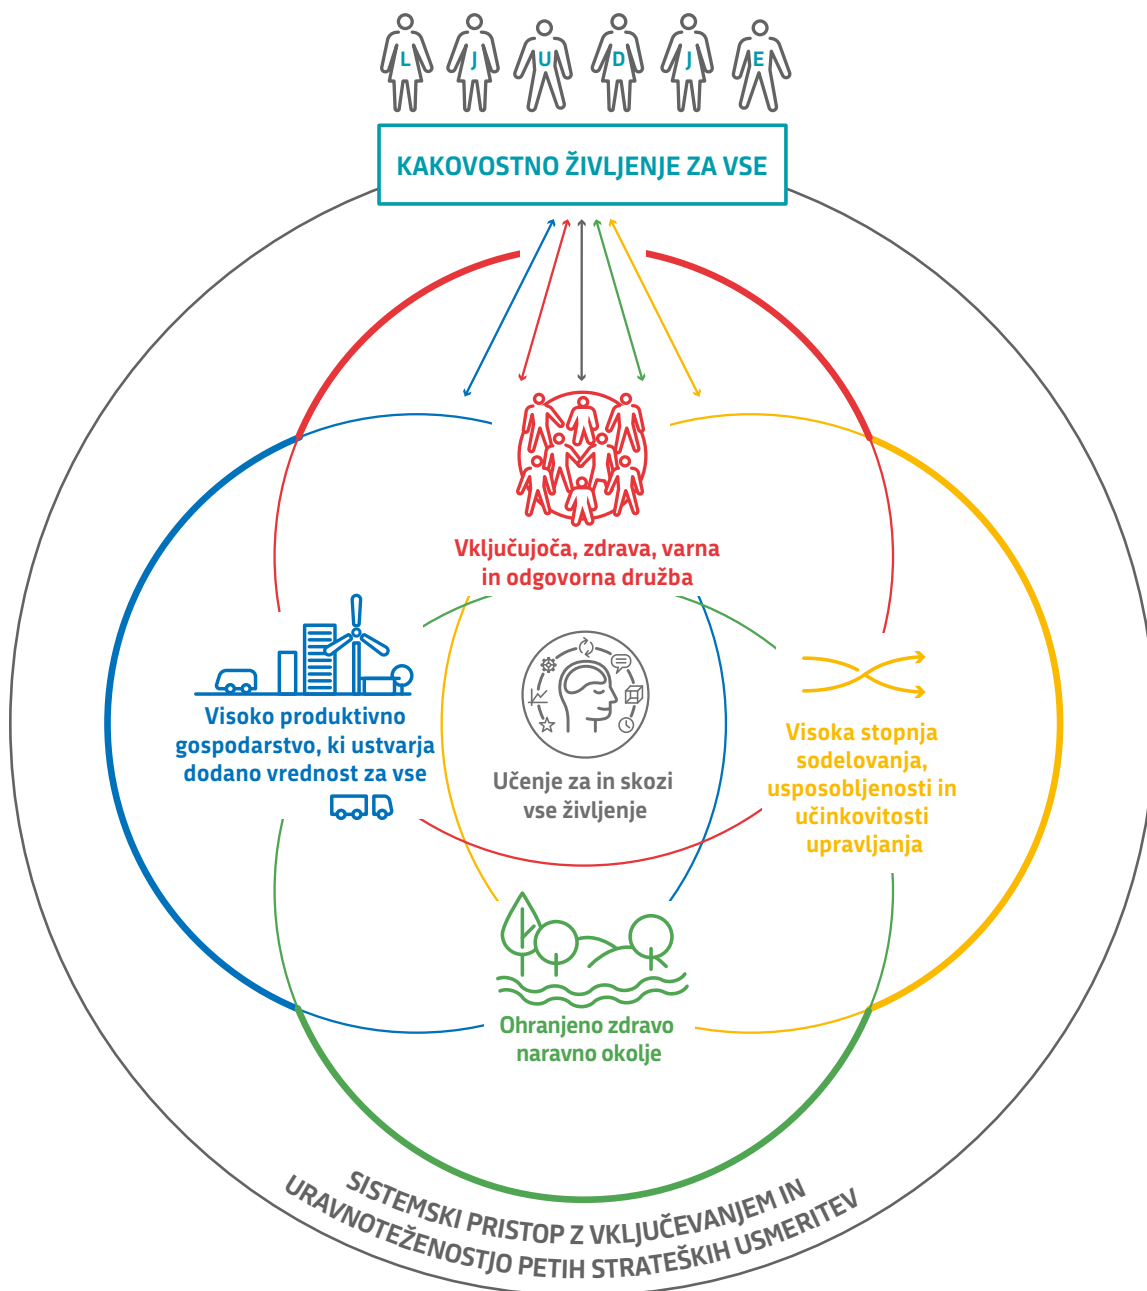 L J U D J E
KAKOVOSTNO ŽIVLJENJE ZA VSE
Vključujoča, zdrava, varna
in odgovorna družba
Visoko produktivno
gospodarstvo, ki ustvarja
dodano vrednost za vse
Učenje za in skozi
vse življenje
Visoka stopnja
sodelovanja,
usposobljenosti in
učinkovitosti
upravljanja
Ohranjeno zdravo
naravno okolje
SISTEMSKI PRISTOP Z VKLJUČEVANJEM IN
URAVNOTEŽENOSTJO PETIH STRATEŠKIH USMERITEV